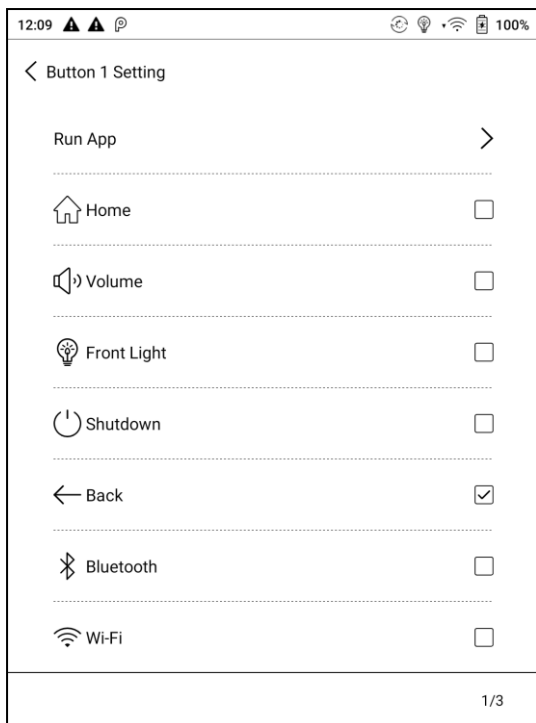 12:09 100%
Button 1 Setting
Run App
Home
Volume
Front Light
Shutdown
Back
Bluetooth
Wi-Fi
1/3